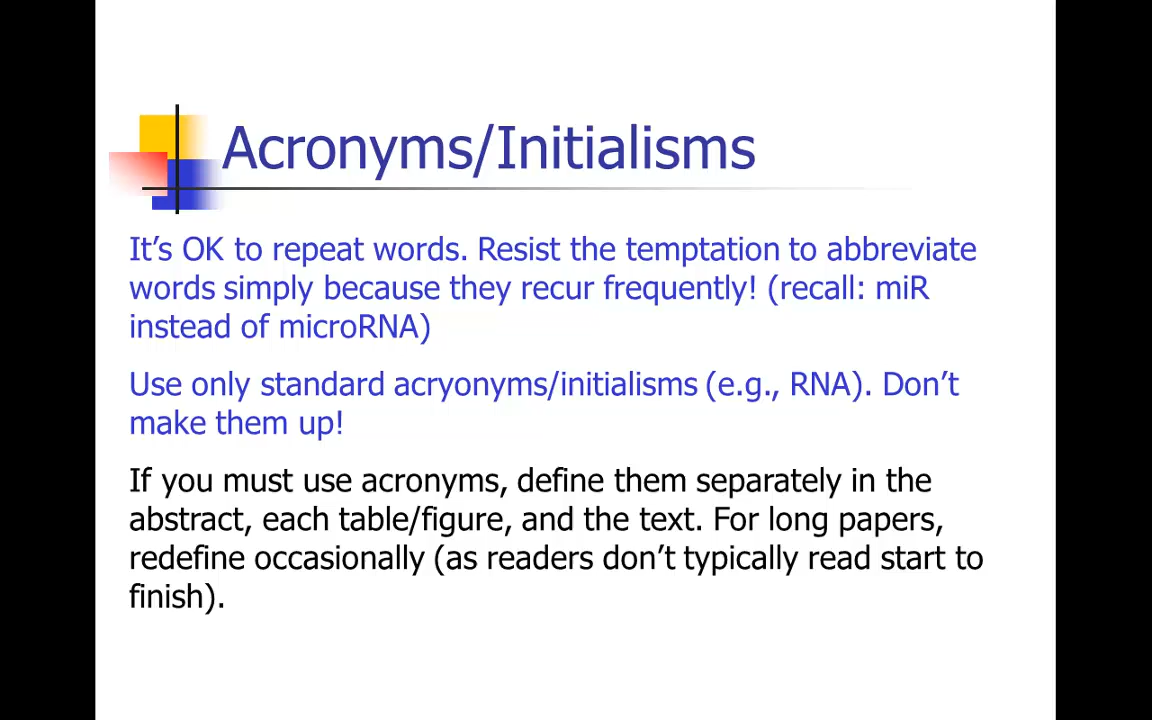 Acronyms/Initialisms
It’s OK to repeat words. Resist the temptation to abbreviate
words simply because they recur frequently! (recall: miR
instead of microRNA)
Use only standard acryonyms/initialisms (e.g., RNA). Don’t
make them up!
If you must use acronyms, define them separately in the
abstract, each table/figure, and the text. For long papers,
redefine occasionally (as readers don’t typically read start to
finish).